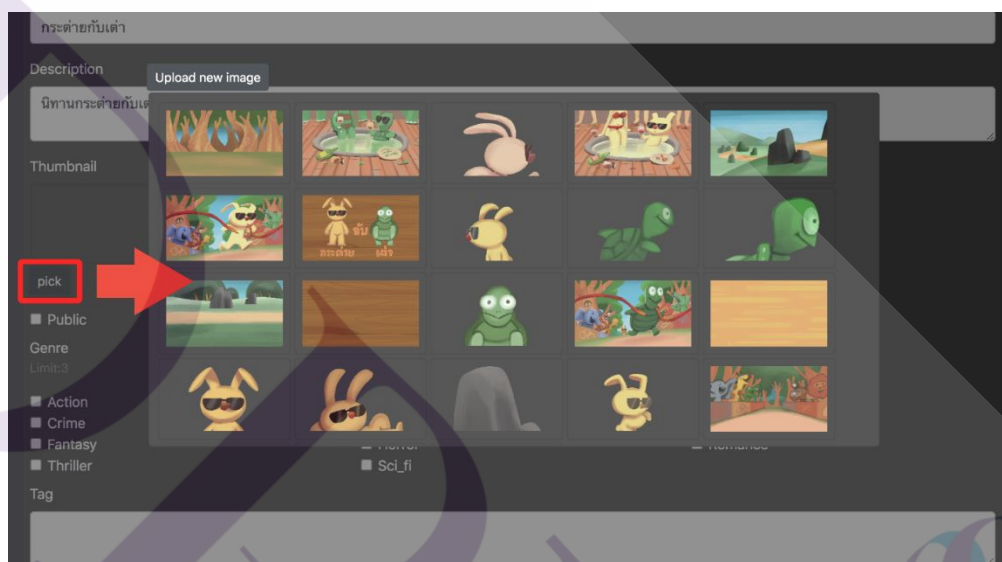 กระต่ายกับเต่า
Description
Upload new image
นิทานกระต่ายกับเต
Thumbnail
กระต่าย กับ เต่า
pick
Public
Genre
Limit:3
Action
Crime
Fantasy
Thriller
Sci_fi
Tag